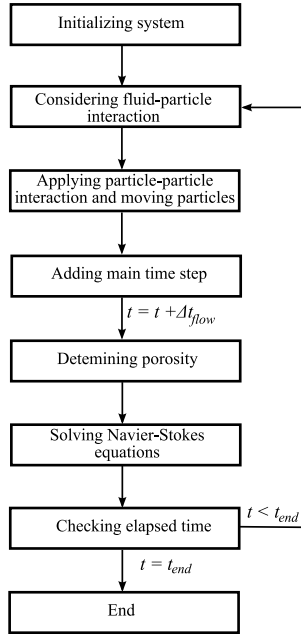 Initializing system
Considering fluid-particle
interaction
Applying particle-particle
interaction and moving particles
Adding main time step
t = t +Δt_flow
Detemining porosity
Solving Navier-Stokes
equations
Checking elapsed time
t < t_end
t = t_end
End